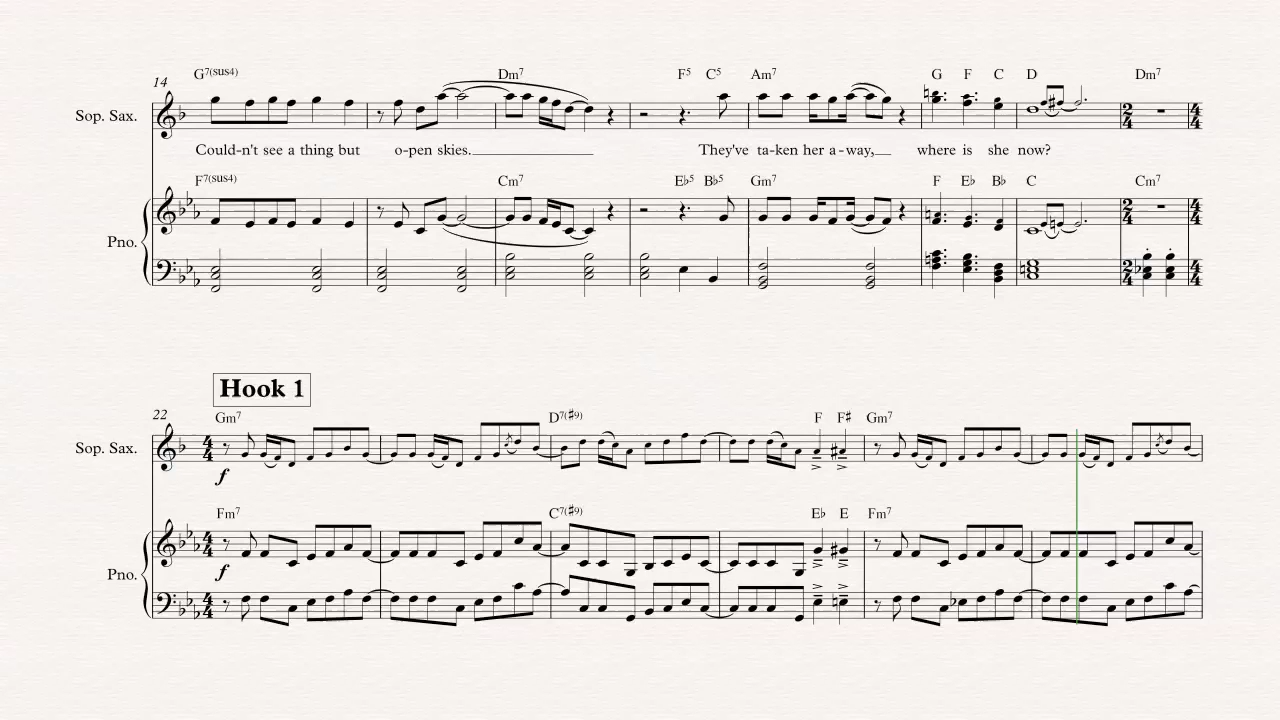 G7(sus4) Dm7 F5 C5 Am7 G F C D Dm7
14
Sop. Sax.
Could-n't see a thing but o-pen skies. They've ta-ken her a-way, where is she now?
F7(sus4) Cm7 E♭5 B♭5 Gm7 F E♭ B♭ C Cm7
Pno.
Hook 1
22 Gm7 D7(♯9) F F♯ Gm7
Sop. Sax.
f
Fm7 C7(♯9) E♭ E Fm7
f
Pno.